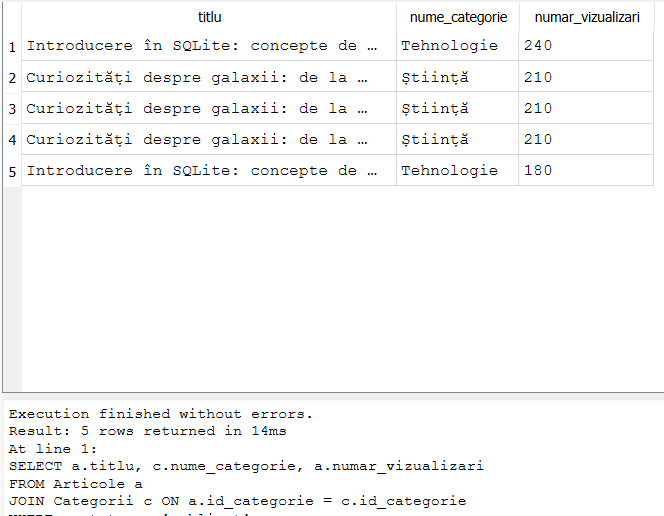 titlu nume_categorie numar_vizualizari
1 Introducere în SQLite: concepte de … Tehnologie 240
2 Curiozități despre galaxii: de la … Știință 210
3 Curiozități despre galaxii: de la … Știință 210
4 Curiozități despre galaxii: de la … Știință 210
5 Introducere în SQLite: concepte de … Tehnologie 180
Execution finished without errors.
Result: 5 rows returned in 14ms
At line 1:
SELECT a.titlu, c.nume_categorie, a.numar_vizualizari
FROM Articole a
JOIN Categorii c ON a.id_categorie = c.id_categorie